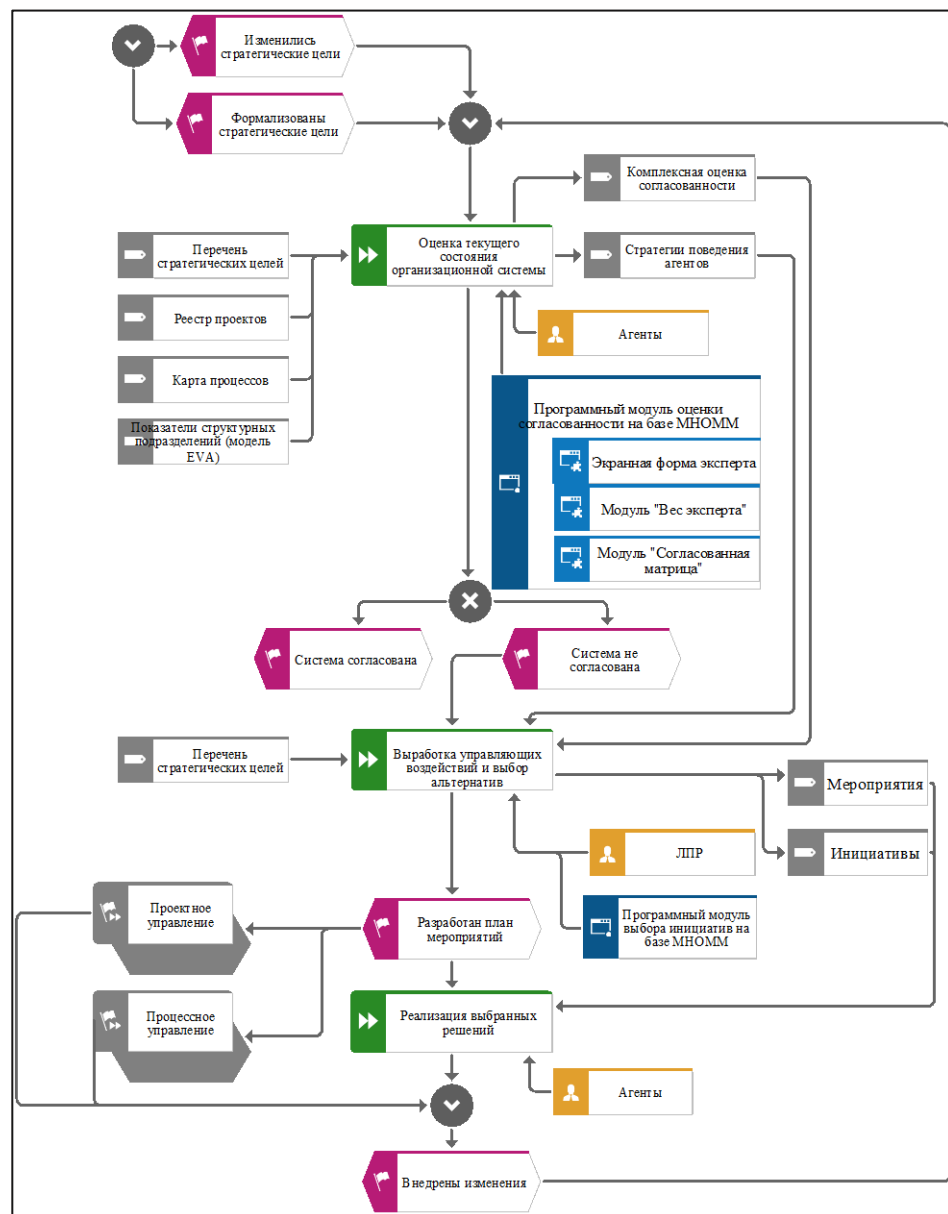 Изменились
стратегические цели
Формализованы
стратегические цели
Комплексная оценка
согласованности
Перечень
стратегических целей
Оценка текущего
состояния
организационной системы
Стратегии поведения
агентов
Реестр проектов
Агенты
Карта процессов
Показатели структурных
подразделений (модель
EVA)
Программный модуль оценки
согласованности на базе МНОММ
Экранная форма эксперта
Модуль "Вес эксперта"
Модуль "Согласованная
матрица"
Система согласована
Система не
согласована
Перечень
стратегических целей
Выработка управляющих
воздействий и выбор
альтернатив
Мероприятия
ЛПР
Инициативы
Проектное
управление
Разработан план
мероприятий
Программный модуль
выбора инициатив на
базе МНОММ
Процессное
управление
Реализация выбранных
решений
Агенты
Внедрены изменения